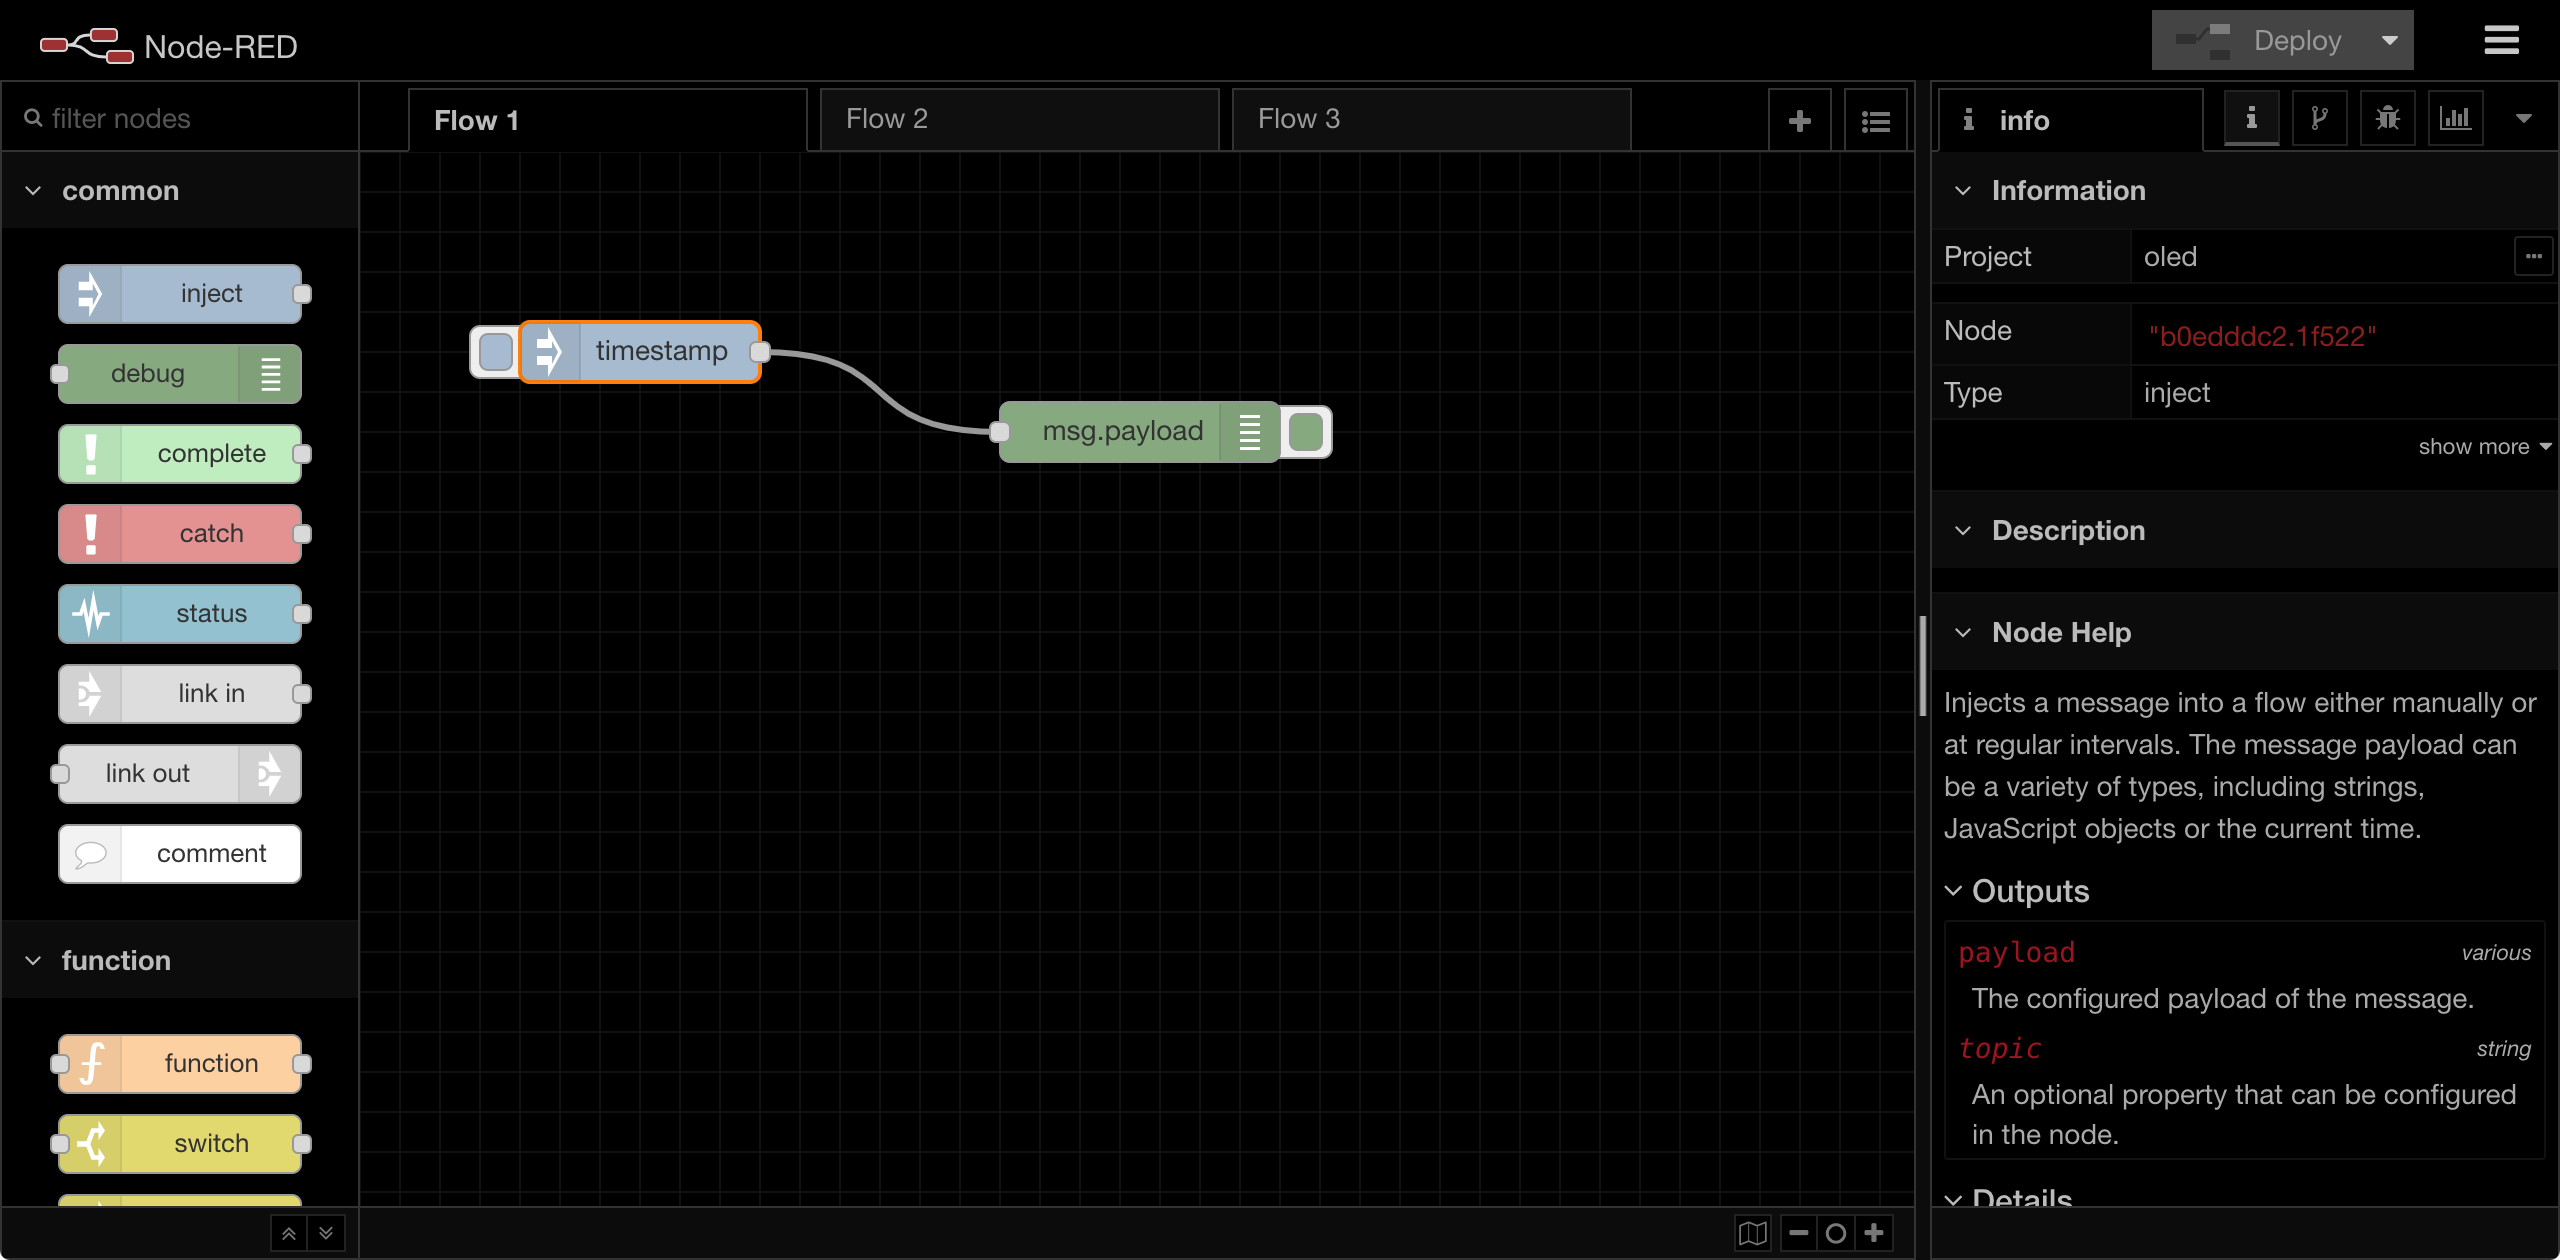 Node-RED
Deploy
filter nodes
Flow 1
Flow 2
Flow 3
info
common
inject
debug
complete
catch
status
link in
link out
comment
function
function
switch
timestamp
msg.payload
Information
Project
oled
Node
"b0edddc2.1f522"
Type
inject
show more
Description
Node Help
Injects a message into a flow either manually or
at regular intervals. The message payload can
be a variety of types, including strings,
JavaScript objects or the current time.
Outputs
payload
various
The configured payload of the message.
topic
string
An optional property that can be configured
in the node.
Details